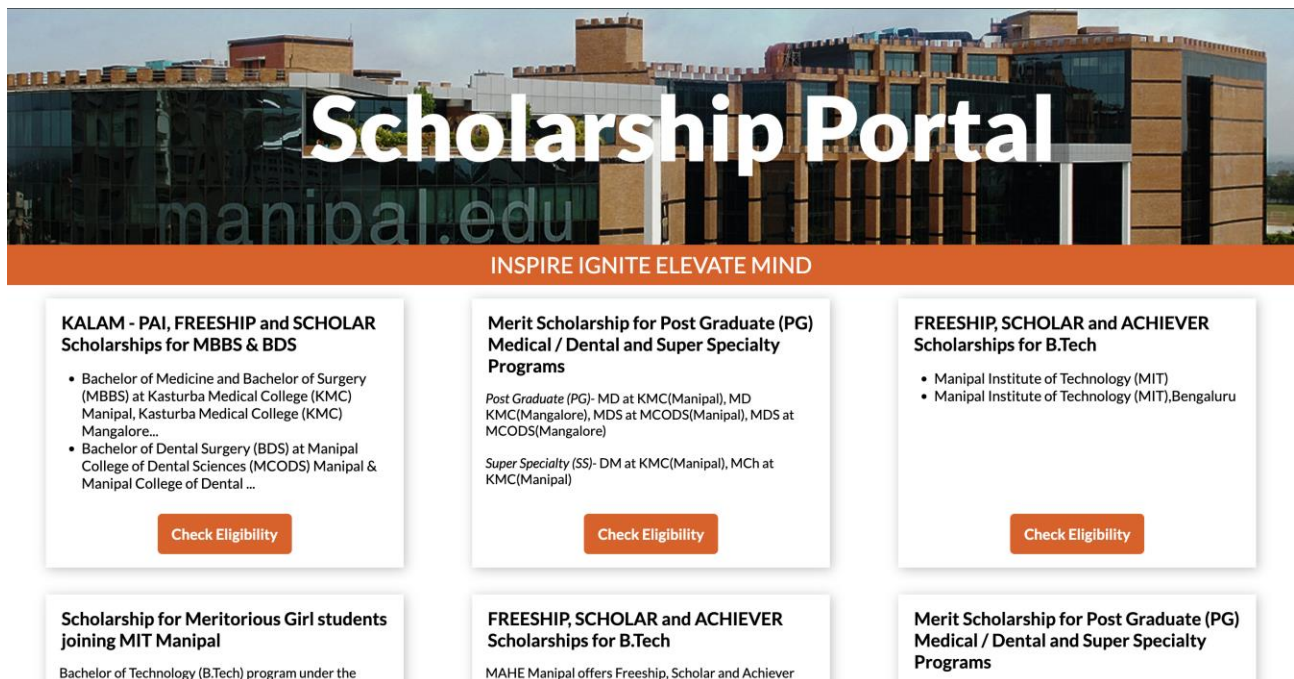 Scholarship Portal
manipal.edu
INSPIRE IGNITE ELEVATE MIND
KALAM - PAI, FREESHIP and SCHOLAR
Scholarships for MBBS & BDS
• Bachelor of Medicine and Bachelor of Surgery
(MBBS) at Kasturba Medical College (KMC)
Manipal, Kasturba Medical College (KMC)
Mangalore...
• Bachelor of Dental Surgery (BDS) at Manipal
College of Dental Sciences (MCODS) Manipal &
Manipal College of Dental ...
Check Eligibility
Merit Scholarship for Post Graduate (PG)
Medical / Dental and Super Specialty
Programs
Post Graduate (PG)- MD at KMC(Manipal), MD
KMC(Mangalore), MDS at MCODS(Manipal), MDS at
MCODS(Mangalore)
Super Specialty (SS)- DM at KMC(Manipal), MCh at
KMC(Manipal)
Check Eligibility
FREESHIP, SCHOLAR and ACHIEVER
Scholarships for B.Tech
• Manipal Institute of Technology (MIT)
• Manipal Institute of Technology (MIT),Bengaluru
Check Eligibility
Scholarship for Meritorious Girl students
joining MIT Manipal
Bachelor of Technology (B.Tech) program under the
FREESHIP, SCHOLAR and ACHIEVER
Scholarships for B.Tech
MAHE Manipal offers Freeship, Scholar and Achiever
Merit Scholarship for Post Graduate (PG)
Medical / Dental and Super Specialty
Programs